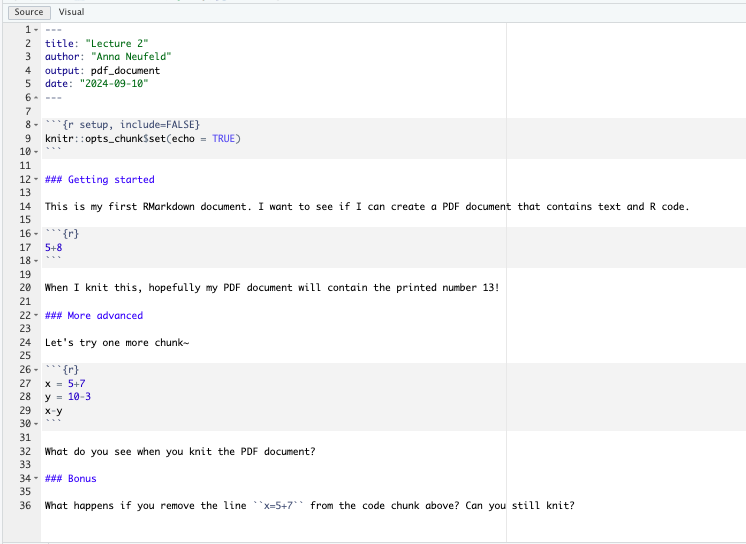 Source Visual
1 ---
2 title: "Lecture 2"
3 author: "Anna Neufeld"
4 output: pdf_document
5 date: "2024-09-10"
6 ---
7
8 ```{r setup, include=FALSE}
9 knitr::opts_chunk$set(echo = TRUE)
10 ```
11
12 ### Getting started
13
14 This is my first RMarkdown document. I want to see if I can create a PDF document that contains text and R code.
15
16 ```{r}
17 5+8
18 ```
19
20 When I knit this, hopefully my PDF document will contain the printed number 13!
21
22 ### More advanced
23
24 Let's try one more chunk~
25
26 ```{r}
27 x = 5+7
28 y = 10-3
29 x-y
30 ```
31
32 What do you see when you knit the PDF document?
33
34 ### Bonus
35
36 What happens if you remove the line ``x=5+7`` from the code chunk above? Can you still knit?